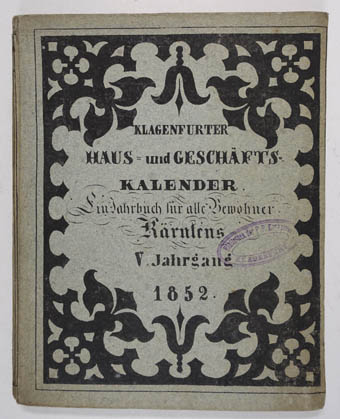 KLAGENFURTER
HAUS- und GESCHÄFTS-
KALENDER.
Ein Jahrbuch für alle Bewohner
Kärntens
V. Jahrgang
1852.